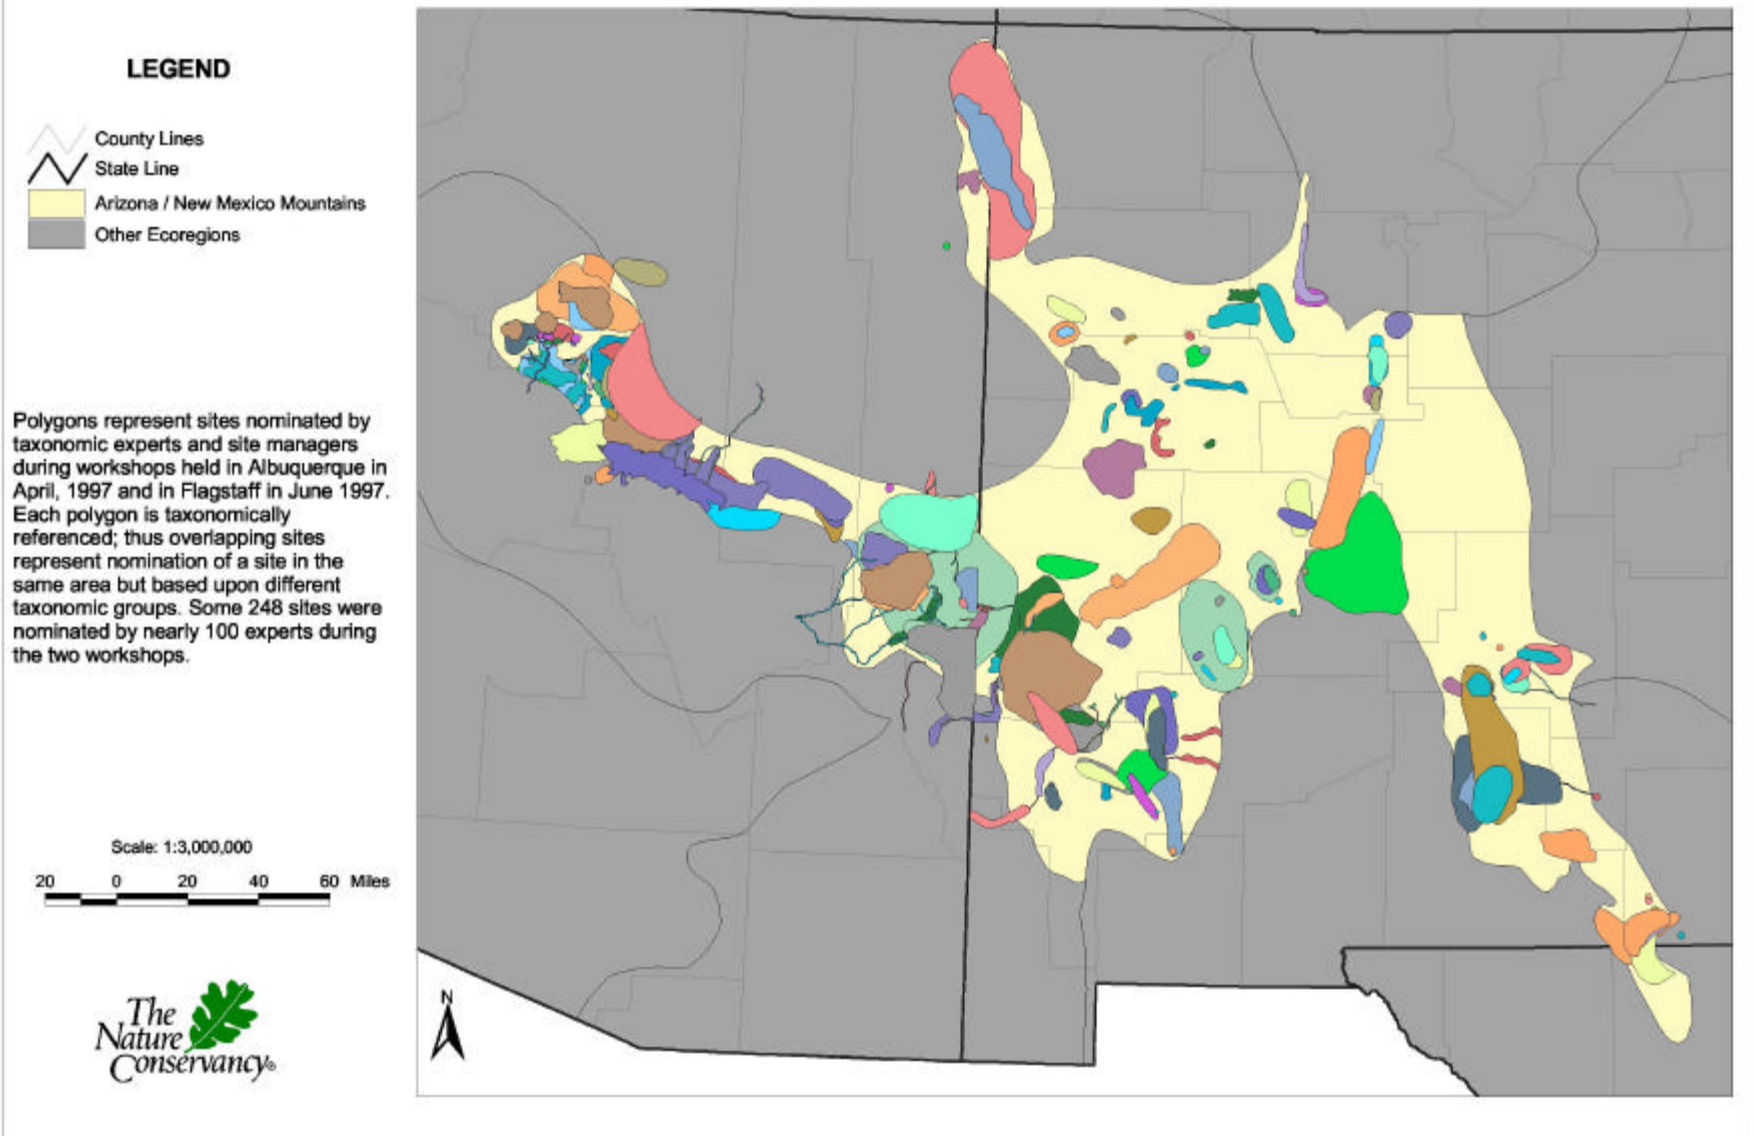 LEGEND
County Lines
State Line
Arizona / New Mexico Mountains
Other Ecoregions
Polygons represent sites nominated by
taxonomic experts and site managers
during workshops held in Albuquerque in
April, 1997 and in Flagstaff in June 1997.
Each polygon is taxonomically
referenced; thus overlapping sites
represent nomination of a site in the
same area but based upon different
taxonomic groups. Some 248 sites were
nominated by nearly 100 experts during
the two workshops.
Scale: 1:3,000,000
20 0 20 40 60 Miles
The
Nature
Conservancy®
N